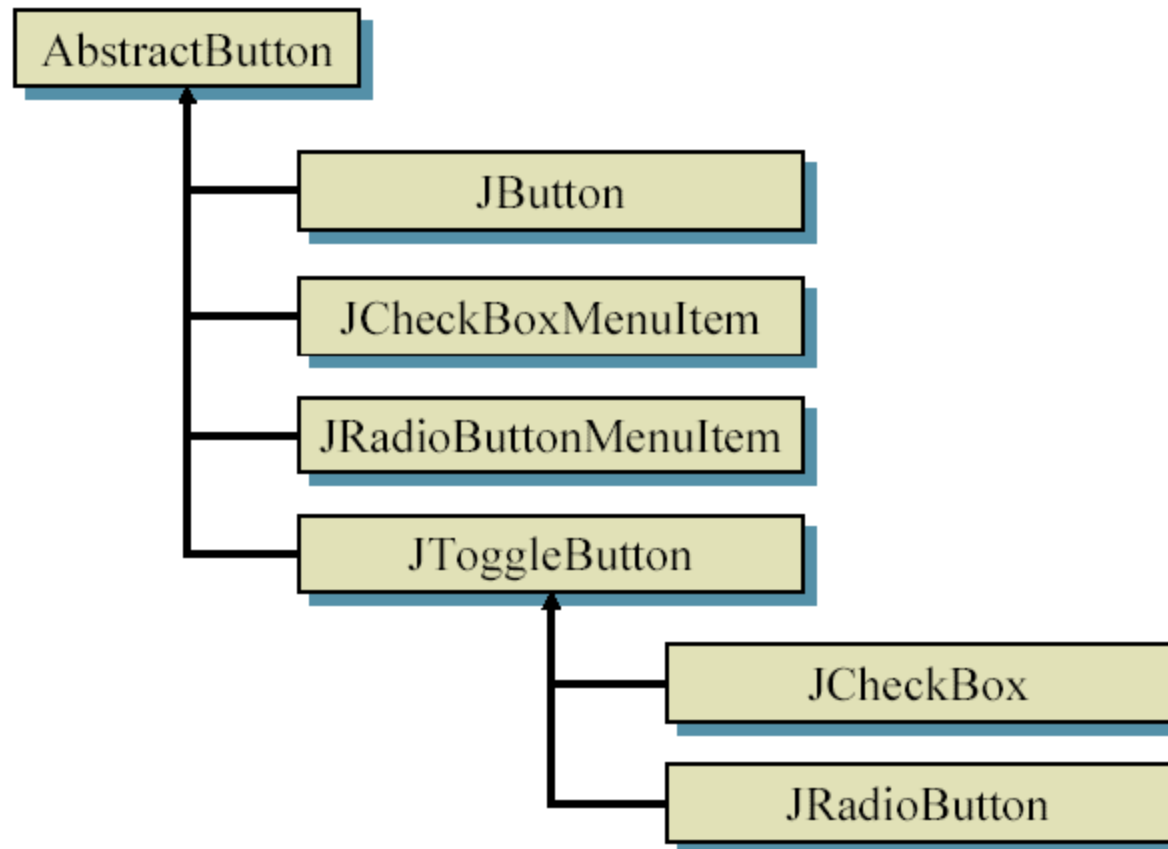 AbstractButton
JButton
JCheckBoxMenuItem
JRadioButtonMenuItem
JToggleButton
JCheckBox
JRadioButton